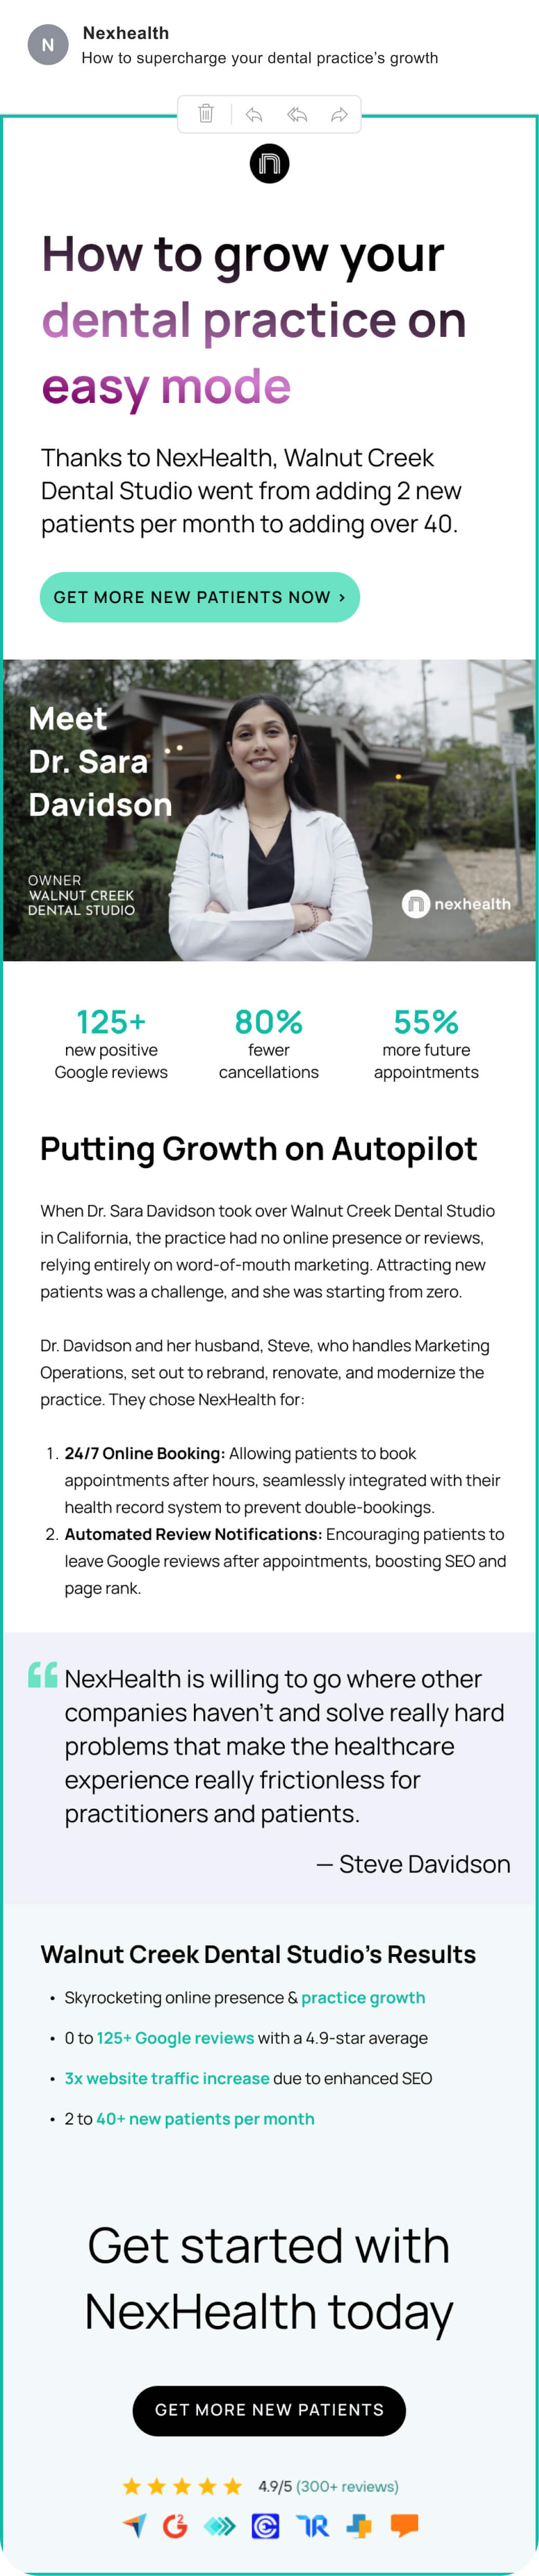 N
Nexhealth
How to supercharge your dental practice's growth
How to grow your
dental practice on
easy mode
Thanks to NexHealth, Walnut Creek
Dental Studio went from adding 2 new
patients per month to adding over 40.
GET MORE NEW PATIENTS NOW ›
Meet
Dr. Sara
Davidson
OWNER
WALNUT CREEK
DENTAL STUDIO
nexhealth
125+
new positive
Google reviews
80%
fewer
cancellations
55%
more future
appointments
Putting Growth on Autopilot
When Dr. Sara Davidson took over Walnut Creek Dental Studio
in California, the practice had no online presence or reviews,
relying entirely on word-of-mouth marketing. Attracting new
patients was a challenge, and she was starting from zero.
Dr. Davidson and her husband, Steve, who handles Marketing
Operations, set out to rebrand, renovate, and modernize the
practice. They chose NexHealth for:
1. 24/7 Online Booking: Allowing patients to book
appointments after hours, seamlessly integrated with their
health record system to prevent double-bookings.
2. Automated Review Notifications: Encouraging patients to
leave Google reviews after appointments, boosting SEO and
page rank.
“ NexHealth is willing to go where other
companies haven't and solve really hard
problems that make the healthcare
experience really frictionless for
practitioners and patients.
— Steve Davidson
Walnut Creek Dental Studio's Results
• Skyrocketing online presence & practice growth
• 0 to 125+ Google reviews with a 4.9-star average
• 3x website traffic increase due to enhanced SEO
• 2 to 40+ new patients per month
Get started with
NexHealth today
GET MORE NEW PATIENTS
4.9/5 (300+ reviews)